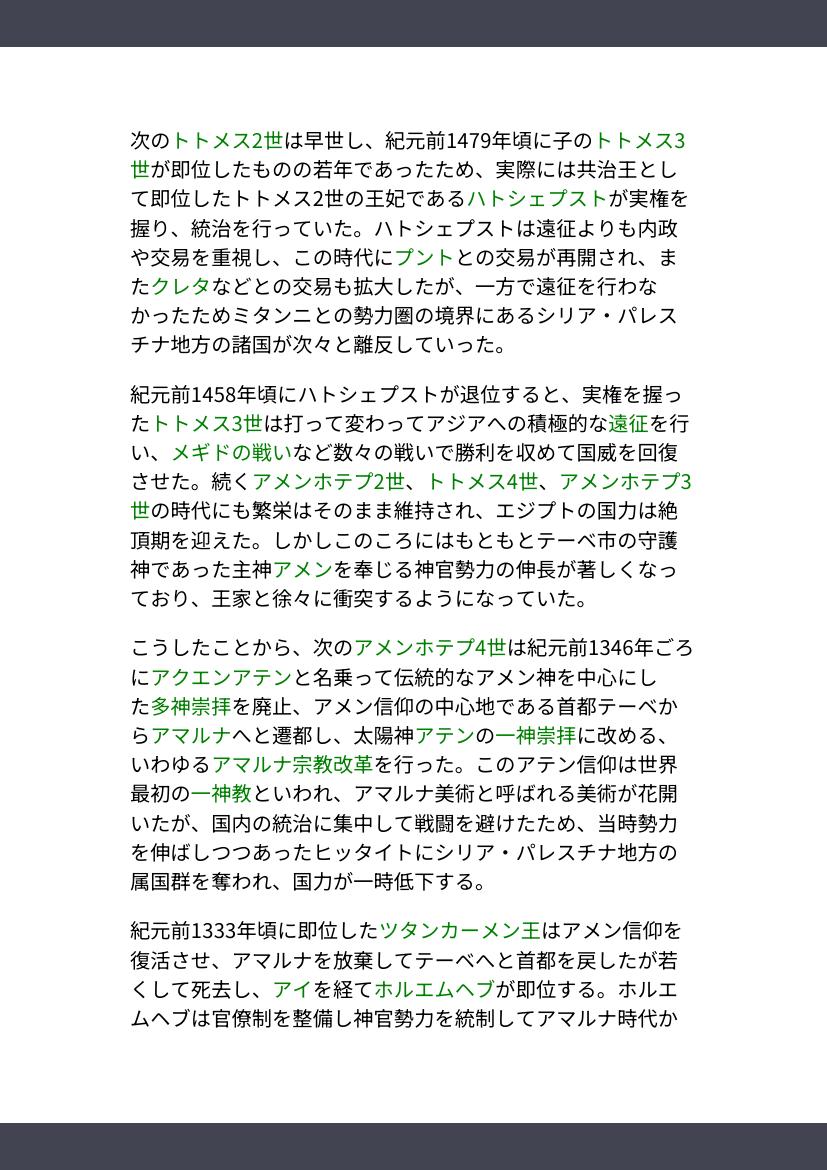 次のトトメス2世は早世し、紀元前1479年頃に子のトトメス3
世が即位したものの若年であったため、実際には共治王とし
て即位したトトメス2世の王妃であるハトシェプストが実権を
握り、統治を行っていた。ハトシェプストは遠征よりも内政
や交易を重視し、この時代にプントとの交易が再開され、ま
たクレタなどとの交易も拡大したが、一方で遠征を行わな
かったためミタンニとの勢力圏の境界にあるシリア・パレス
チナ地方の諸国が次々と離反していった。
紀元前1458年頃にハトシェプストが退位すると、実権を握っ
たトトメス3世は打って変わってアジアへの積極的な遠征を行
い、メギドの戦いなど数々の戦いで勝利を収めて国威を回復
させた。続くアメンホテプ2世、トトメス4世、アメンホテプ3
世の時代にも繁栄はそのまま維持され、エジプトの国力は絶
頂期を迎えた。しかしこのころにはもともとテーベ市の守護
神であった主神アメンを奉じる神官勢力の伸長が著しくなっ
ており、王家と徐々に衝突するようになっていた。
こうしたことから、次のアメンホテプ4世は紀元前1346年ごろ
にアクエンアテンと名乗って伝統的なアメン神を中心にし
た多神崇拝を廃止、アメン信仰の中心地である首都テーベか
らアマルナへと遷都し、太陽神アテンの一神崇拝に改める、
いわゆるアマルナ宗教改革を行った。このアテン信仰は世界
最初の一神教といわれ、アマルナ美術と呼ばれる美術が花開
いたが、国内の統治に集中して戦闘を避けたため、当時勢力
を伸ばしつつあったヒッタイトにシリア・パレスチナ地方の
属国群を奪われ、国力が一時低下する。
紀元前1333年頃に即位したツタンカーメン王はアメン信仰を
復活させ、アマルナを放棄してテーベへと首都を戻したが若
くして死去し、アイを経てホルエムヘブが即位する。ホルエ
ムヘブは官僚制を整備し神官勢力を統制してアマルナ時代か